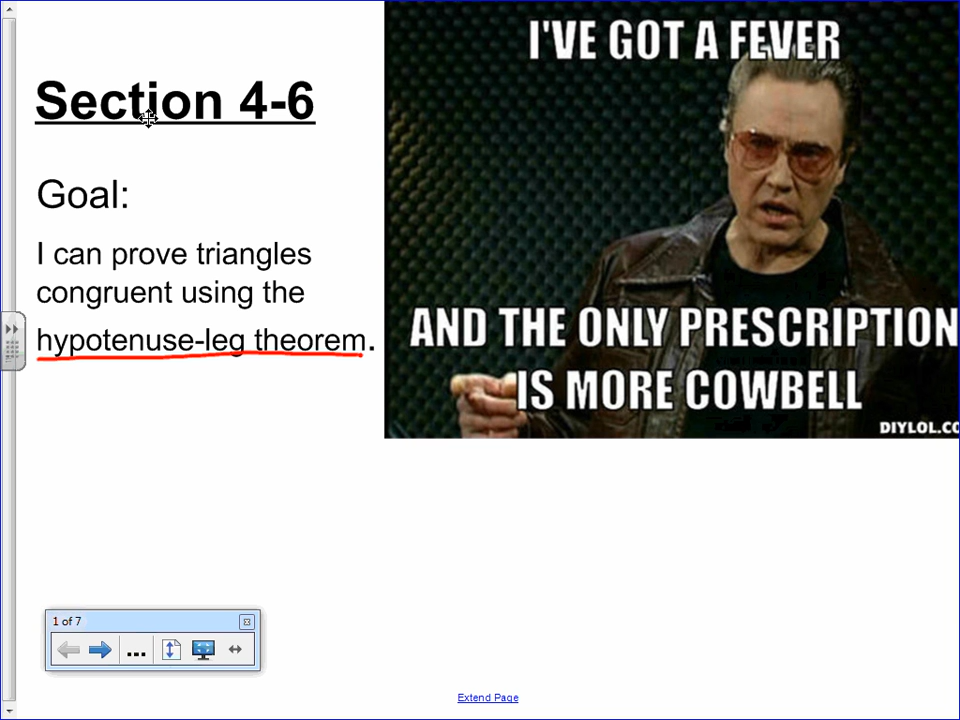 Section 4-6
Goal:
I can prove triangles
congruent using the
hypotenuse-leg theorem.
I'VE GOT A FEVER
AND THE ONLY PRESCRIPTION
IS MORE COWBELL
DIYLOL.CO
1 of 7
...
Extend Page